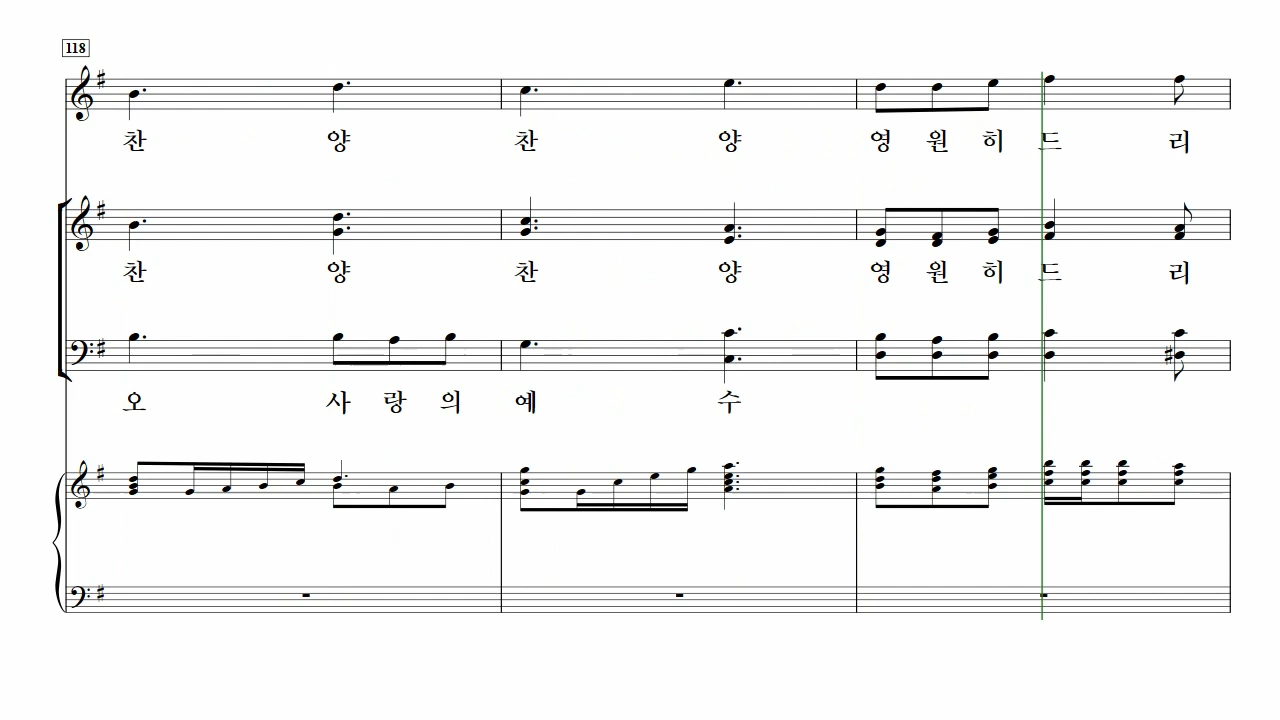 118
찬 양 찬 양 영 원 히 드 리
찬 양 찬 양 영 원 히 드 리
오 사 랑 의 예 수